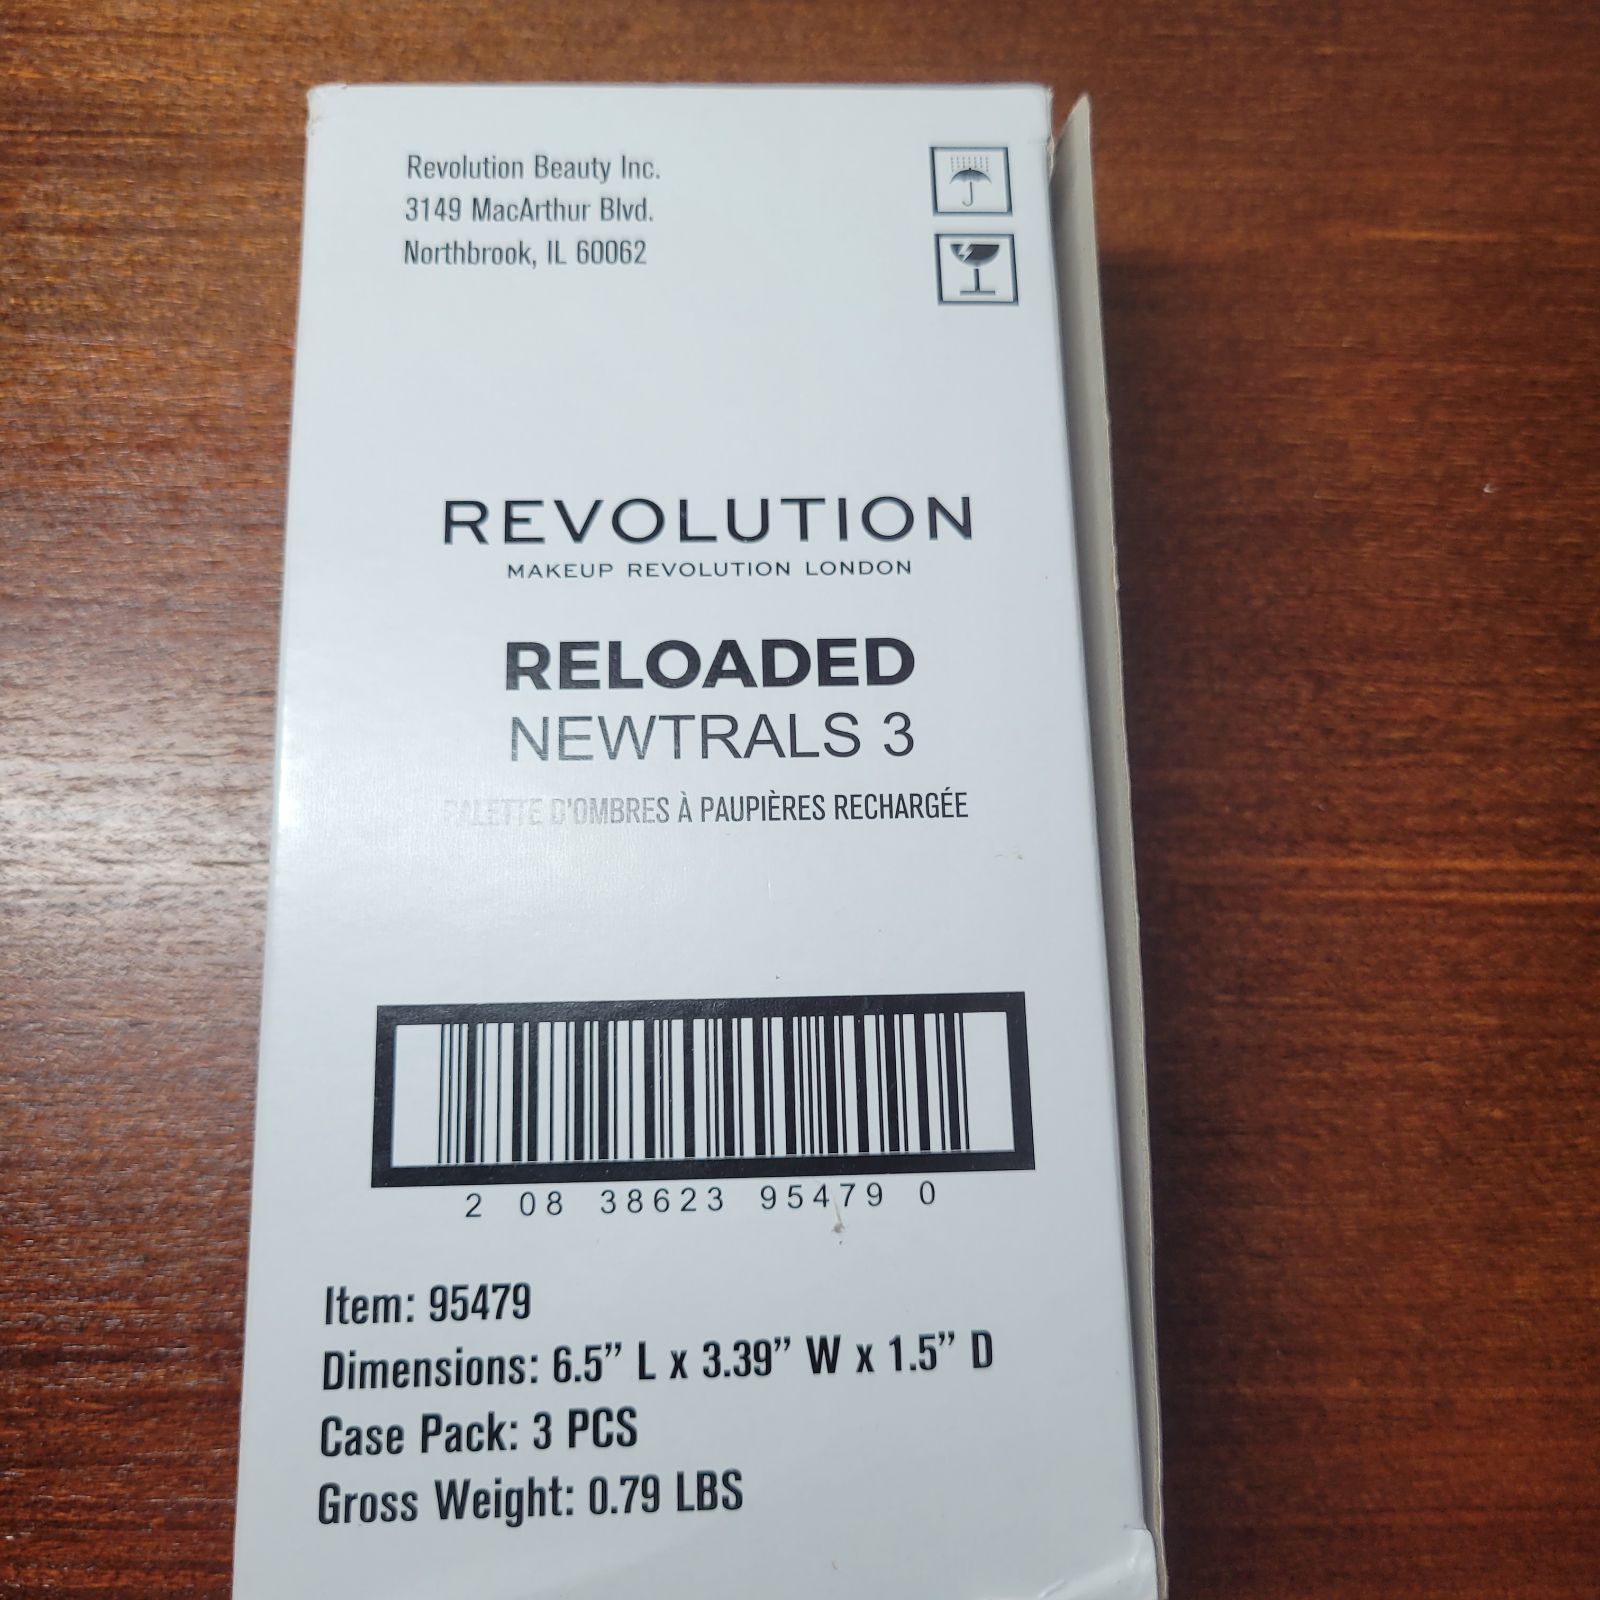 Revolution Beauty Inc.
3149 MacArthur Blvd.
Northbrook, IL 60062
REVOLUTION
MAKEUP REVOLUTION LONDON
RELOADED
NEWTRALS 3
PALETTE D'OMBRES À PAUPIÈRES RECHARGÉE
2 08 38623 95479 0
Item: 95479
Dimensions: 6.5” L x 3.39” W x 1.5” D
Case Pack: 3 PCS
Gross Weight: 0.79 LBS